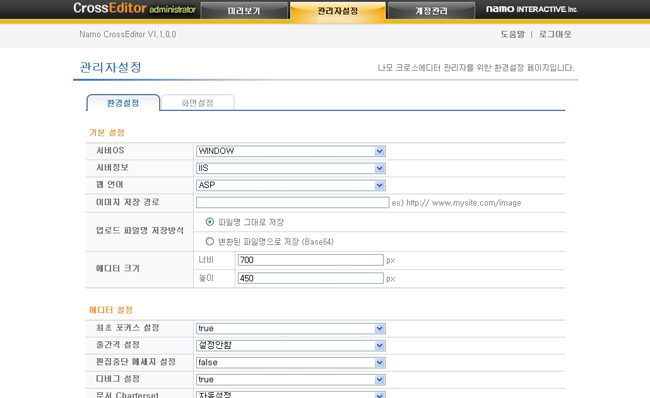 CrossEditor administrator 미리보기 관리자설정 계정관리 namo INTERACTIVE, Inc.
Namo CrossEditor V1,1,0,0 도움말 | 로그아웃
관리자설정 나모 크로스에디터 관리자를 위한 환경설정 페이지입니다.
환경설정 화면설정
기본 설정
서버OS WINDOW
서버정보 IIS
웹 언어 ASP
이미지 저장 경로 ex) http:// www.mysite.com/image
업로드 파일명 저장방식 파일명 그대로 저장
변환된 파일명으로 저장 (Base64)
에디터 크기 너비 700 px
높이 450 px
에디터 설정
최초 포커스 설정 true
줄간격 설정 설정안함
편집중단 메세지 설정 false
디버그 설정 true
문서 Charterset 자동설정